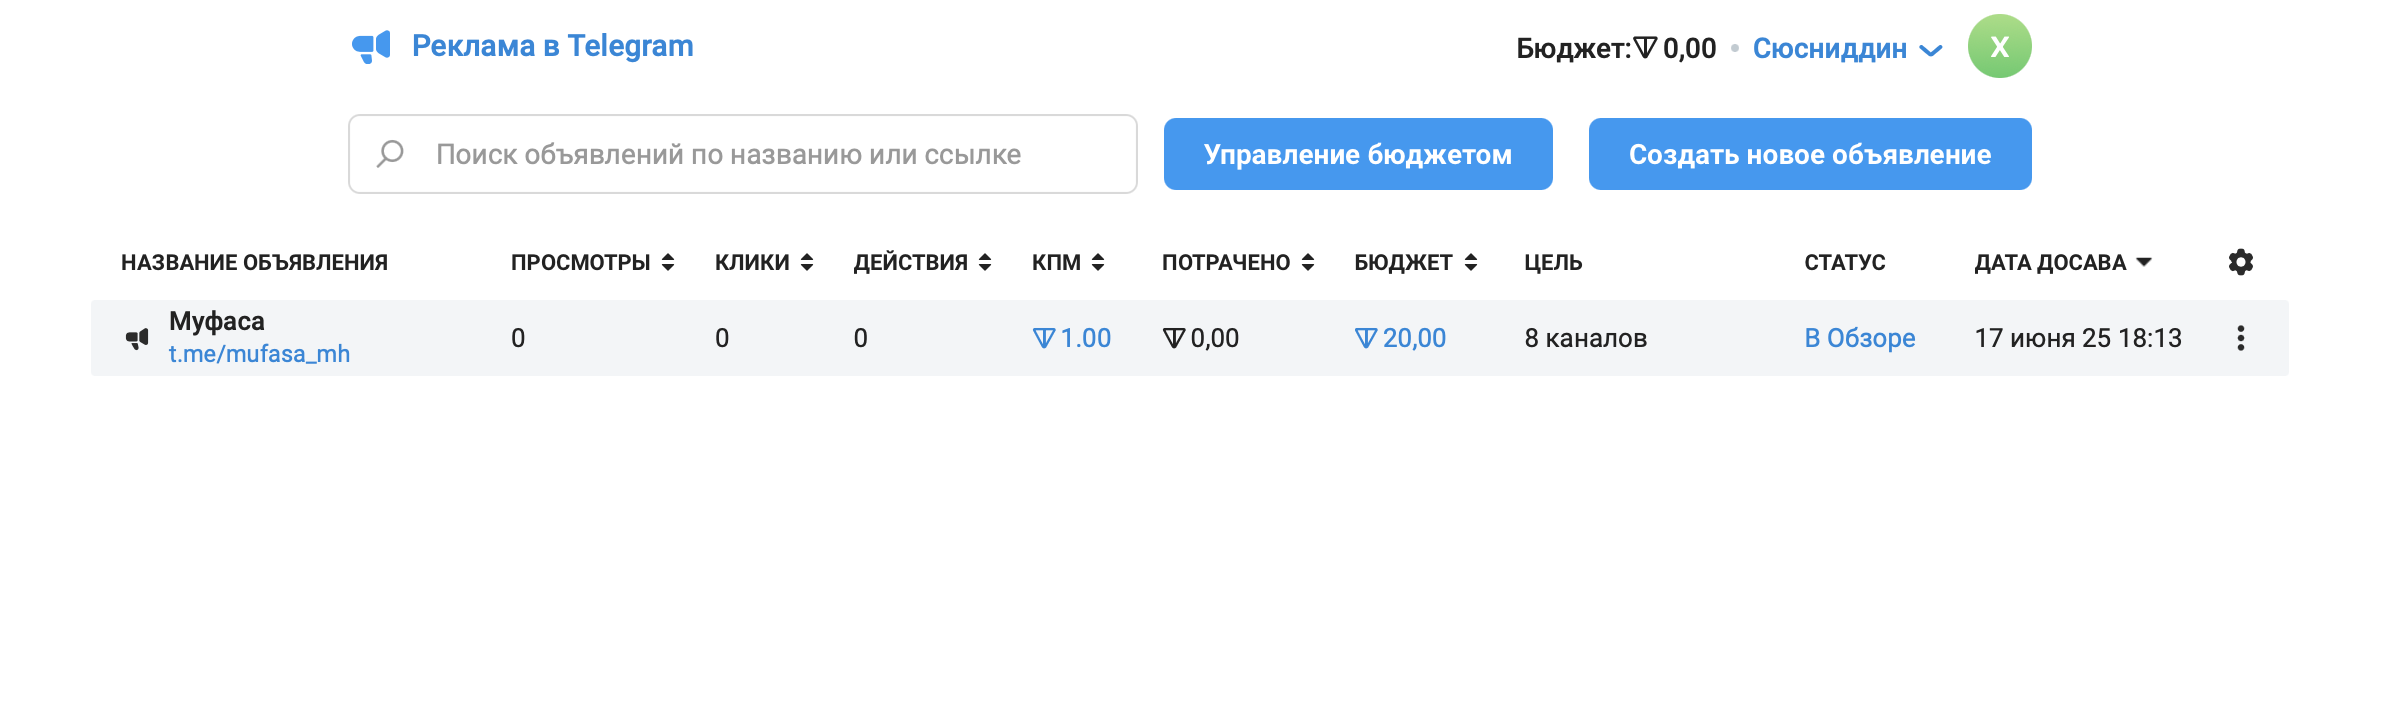 Реклама в Telegram
Бюджет: 0,00 • Сюсниддин
X
Поиск объявлений по названию или ссылке
Управление бюджетом
Создать новое объявление
НАЗВАНИЕ ОБЪЯВЛЕНИЯ ПРОСМОТРЫ КЛИКИ ДЕЙСТВИЯ КПМ ПОТРАЧЕНО БЮДЖЕТ ЦЕЛЬ СТАТУС ДАТА ДОСАВА
Муфаса
t.me/mufasa_mh
0 0 0 1.00 0,00 20,00 8 каналов В Обзоре 17 июня 25 18:13